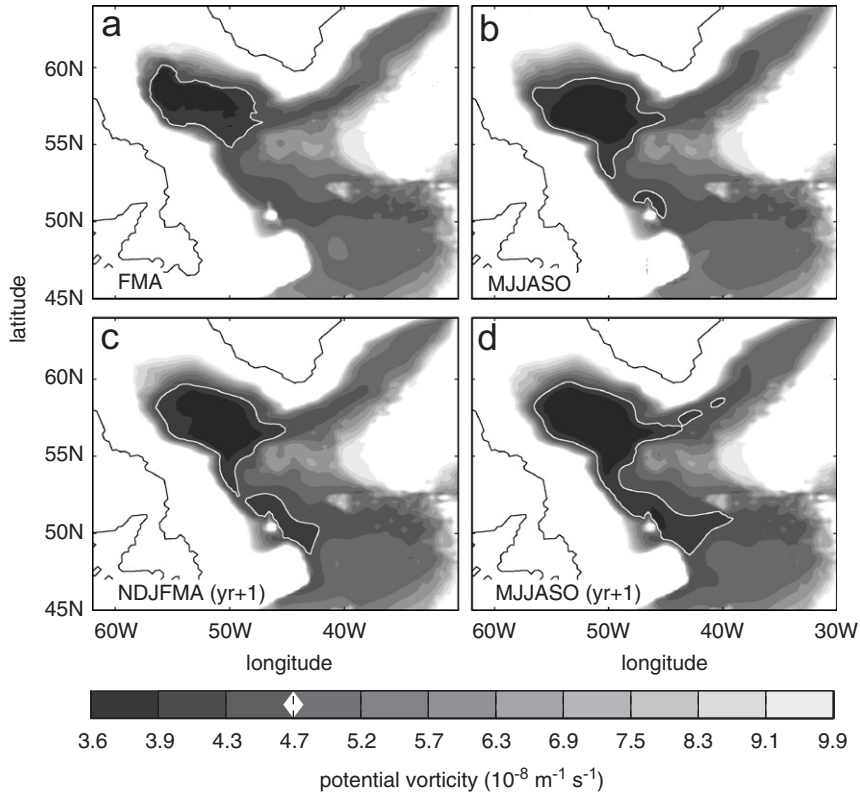 a
b
60N
55N
50N
45N
FMA
MJJASO
latitude
c
d
60N
55N
50N
45N
NDJFMA (yr+1)
MJJASO (yr+1)
60W 50W 40W 60W 50W 40W 30W
longitude longitude
3.6 3.9 4.3 4.7 5.2 5.7 6.3 6.9 7.5 8.3 9.1 9.9
potential vorticity (10⁻⁸ m⁻¹ s⁻¹)